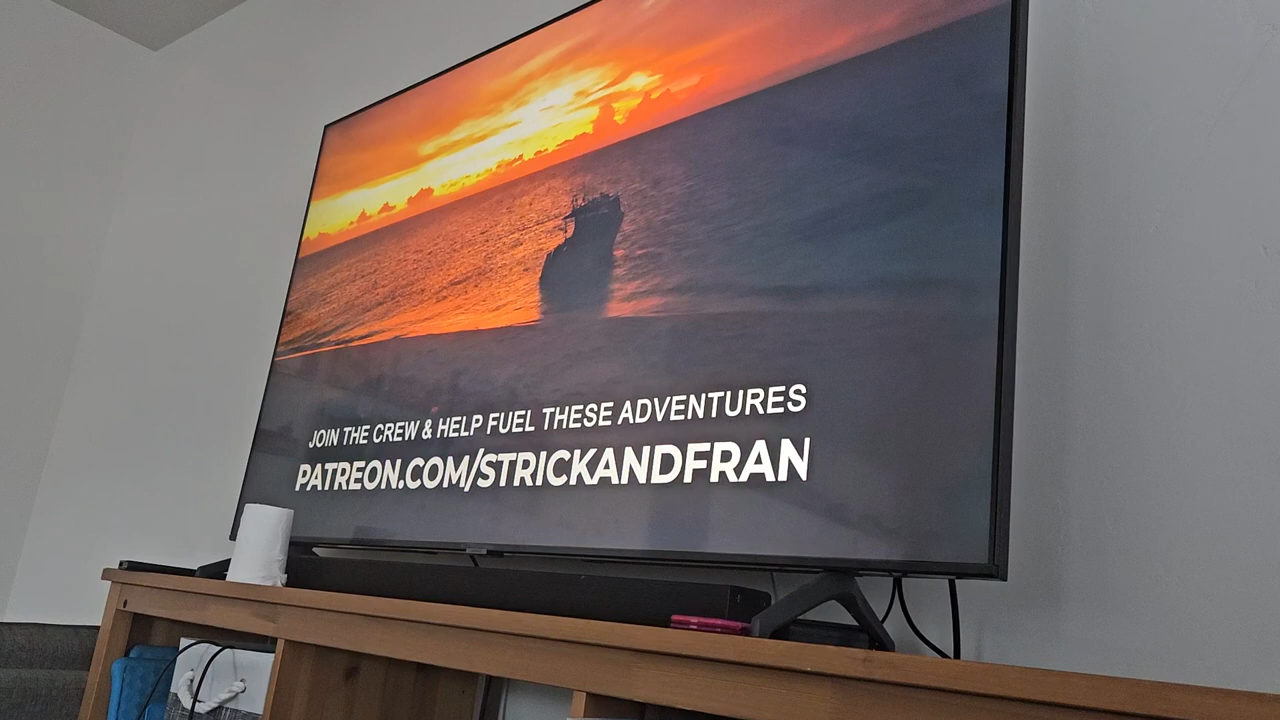 JOIN THE CREW & HELP FUEL THESE ADVENTURES
PATREON.COM/STRICKANDFRAN